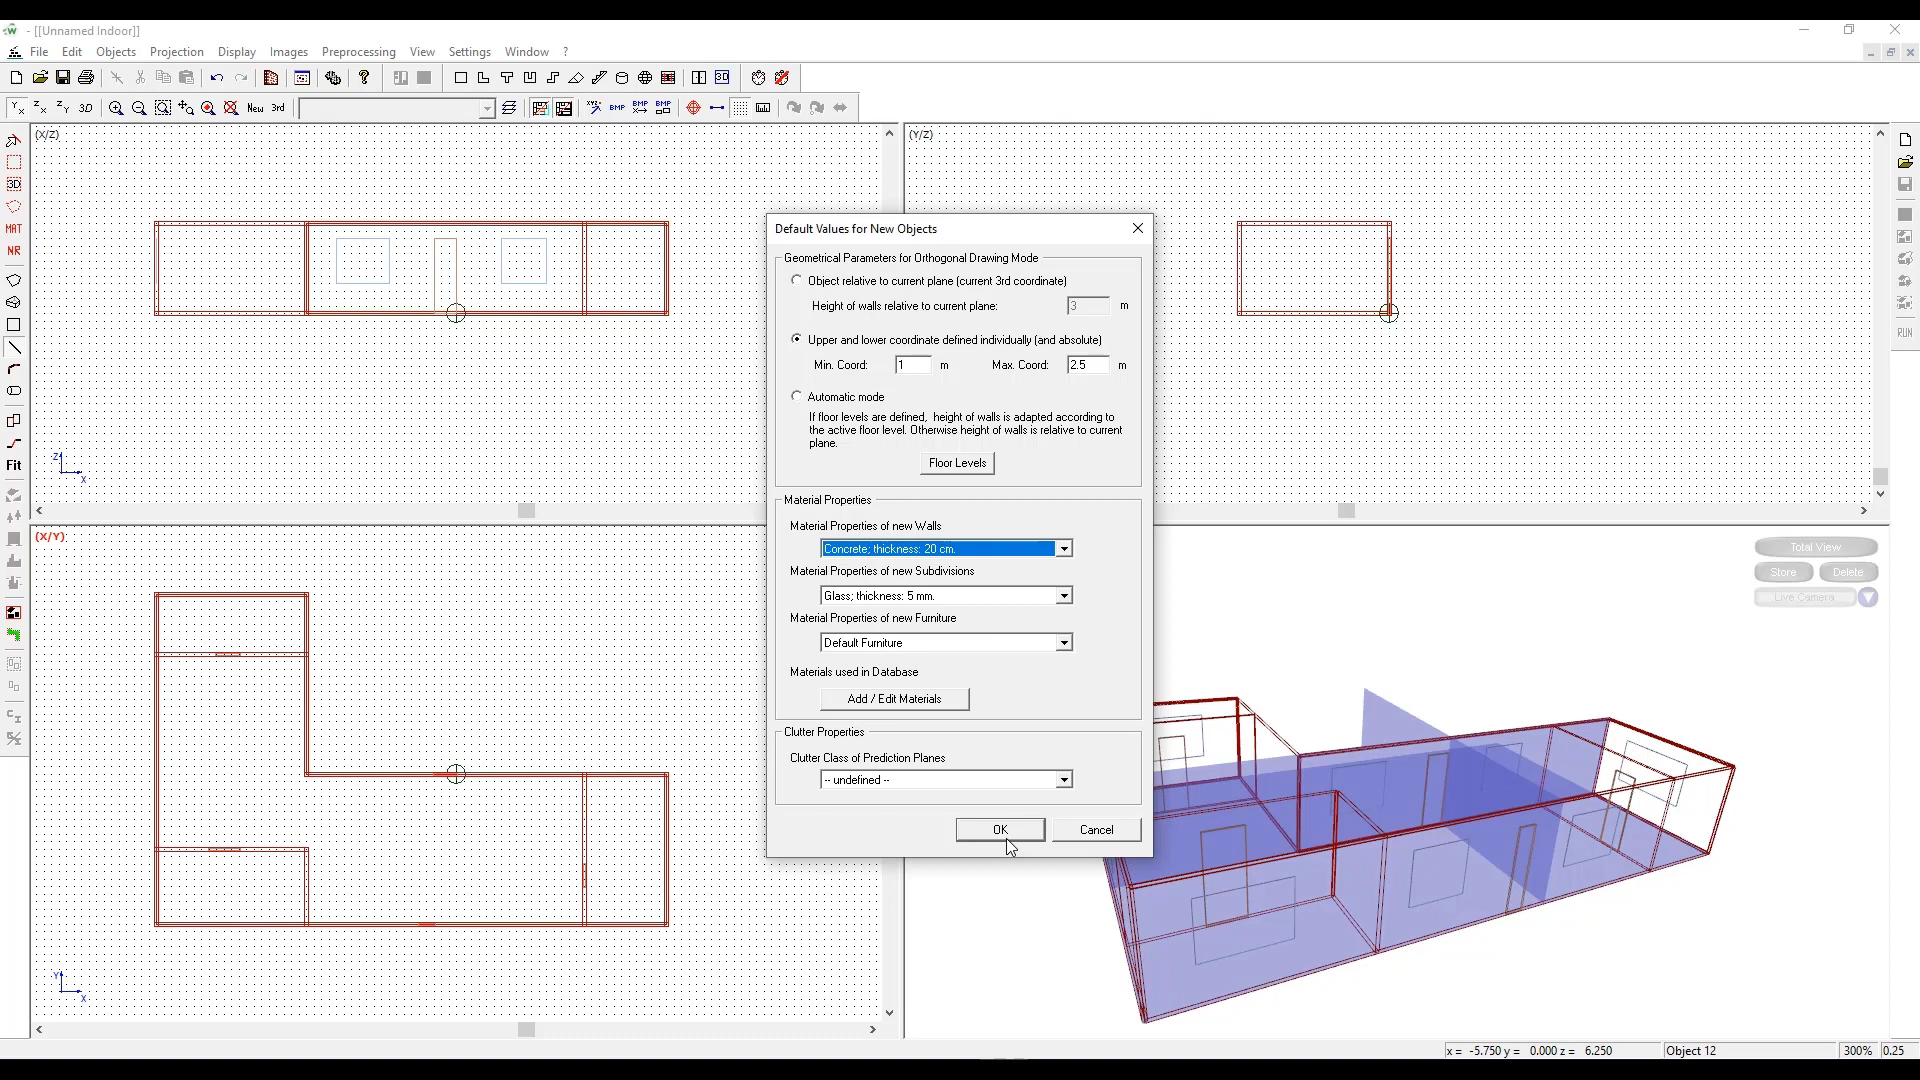 - [[Unnamed Indoor]]
File Edit Objects Projection Display Images Preprocessing View Settings Window ?
3D
3D New 3rd BMP BMP BMP
(X/Z)
(Y/Z)
3D
MAT
NR
Fit
RUN
Z
X
Default Values for New Objects
Geometrical Parameters for Orthogonal Drawing Mode
Object relative to current plane (current 3rd coordinate)
Height of walls relative to current plane: 3 m
Upper and lower coordinate defined individually (and absolute)
Min. Coord: 1 m Max. Coord: 2.5 m
Automatic mode
If floor levels are defined, height of walls is adapted according to
the active floor level. Otherwise height of walls is relative to current
plane.
Floor Levels
Material Properties
Material Properties of new Walls
Concrete; thickness: 20 cm.
Material Properties of new Subdivisions
Glass; thickness: 5 mm.
Material Properties of new Furniture
Default Furniture
Materials used in Database
Add / Edit Materials
Clutter Properties
Clutter Class of Prediction Planes
-- undefined --
OK Cancel
(X/Y)
Y
X
Total View
Store Delete
Live Camera
x = -5.750 y = 0.000 z = 6.250 Object 12 300% 0.25